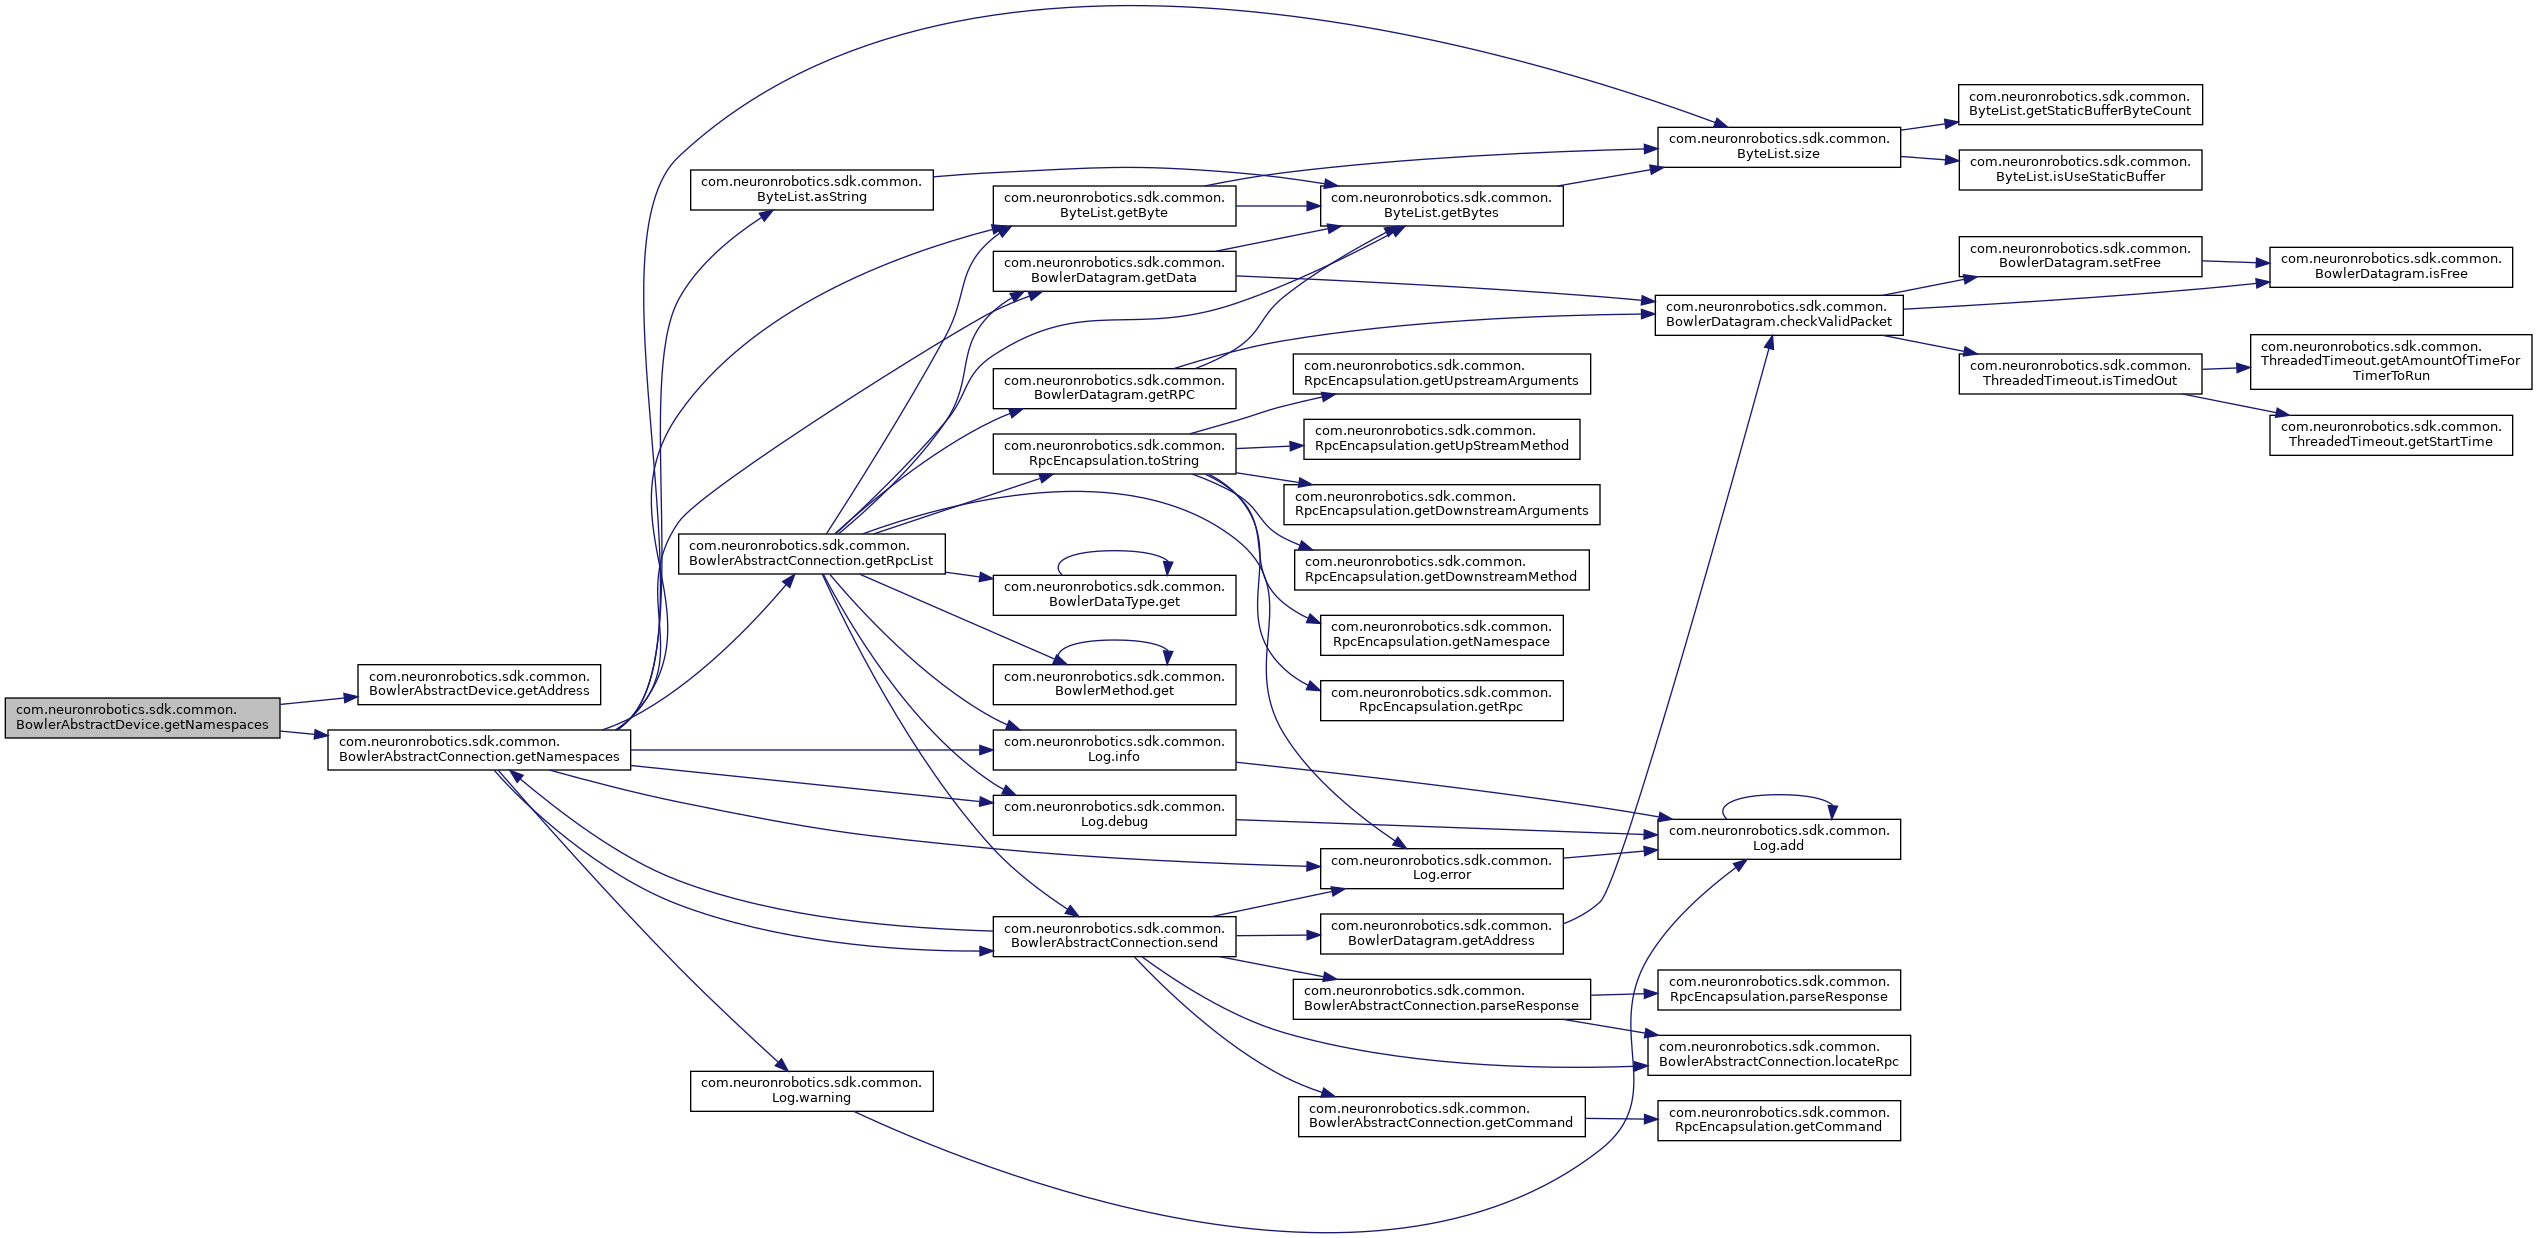 com.neuronrobotics.sdk.common.
BowlerAbstractDevice.getNamespaces
com.neuronrobotics.sdk.common.
BowlerAbstractDevice.getAddress
com.neuronrobotics.sdk.common.
BowlerAbstractConnection.getNamespaces
com.neuronrobotics.sdk.common.
ByteList.asString
com.neuronrobotics.sdk.common.
BowlerAbstractConnection.getRpcList
com.neuronrobotics.sdk.common.
Log.warning
com.neuronrobotics.sdk.common.
ByteList.getByte
com.neuronrobotics.sdk.common.
BowlerDatagram.getData
com.neuronrobotics.sdk.common.
BowlerDatagram.getRPC
com.neuronrobotics.sdk.common.
RpcEncapsulation.toString
com.neuronrobotics.sdk.common.
BowlerDataType.get
com.neuronrobotics.sdk.common.
BowlerMethod.get
com.neuronrobotics.sdk.common.
Log.info
com.neuronrobotics.sdk.common.
Log.debug
com.neuronrobotics.sdk.common.
BowlerAbstractConnection.send
com.neuronrobotics.sdk.common.
ByteList.getBytes
com.neuronrobotics.sdk.common.
RpcEncapsulation.getUpstreamArguments
com.neuronrobotics.sdk.common.
RpcEncapsulation.getUpStreamMethod
com.neuronrobotics.sdk.common.
RpcEncapsulation.getDownstreamArguments
com.neuronrobotics.sdk.common.
RpcEncapsulation.getDownstreamMethod
com.neuronrobotics.sdk.common.
RpcEncapsulation.getNamespace
com.neuronrobotics.sdk.common.
RpcEncapsulation.getRpc
com.neuronrobotics.sdk.common.
Log.error
com.neuronrobotics.sdk.common.
BowlerDatagram.getAddress
com.neuronrobotics.sdk.common.
BowlerAbstractConnection.parseResponse
com.neuronrobotics.sdk.common.
BowlerAbstractConnection.getCommand
com.neuronrobotics.sdk.common.
ByteList.size
com.neuronrobotics.sdk.common.
BowlerDatagram.checkValidPacket
com.neuronrobotics.sdk.common.
Log.add
com.neuronrobotics.sdk.common.
RpcEncapsulation.parseResponse
com.neuronrobotics.sdk.common.
BowlerAbstractConnection.locateRpc
com.neuronrobotics.sdk.common.
RpcEncapsulation.getCommand
com.neuronrobotics.sdk.common.
ByteList.getStaticBufferByteCount
com.neuronrobotics.sdk.common.
ByteList.isUseStaticBuffer
com.neuronrobotics.sdk.common.
BowlerDatagram.setFree
com.neuronrobotics.sdk.common.
ThreadedTimeout.isTimedOut
com.neuronrobotics.sdk.common.
BowlerDatagram.isFree
com.neuronrobotics.sdk.common.
ThreadedTimeout.getAmountOfTimeFor
TimerToRun
com.neuronrobotics.sdk.common.
ThreadedTimeout.getStartTime